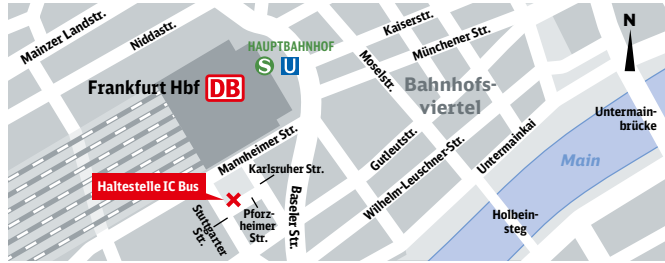 Mainzer Landstr.
Niddastr.
Kaiserstr.
Münchener Str.
N
HAUPTBAHNHOF
S U
Frankfurt Hbf DB
Moselstr.
Bahnhofs-
viertel
Untermain-
brücke
Mannheimer Str.
Karlsruher Str.
Gutleutstr.
Wilhelm-Leuschner-Str.
Untermainkai
Main
Haltestelle IC Bus
Stuttgarter
Str.
Pforz-
heimer
Str.
Baseler Str.
Holbein-
steg